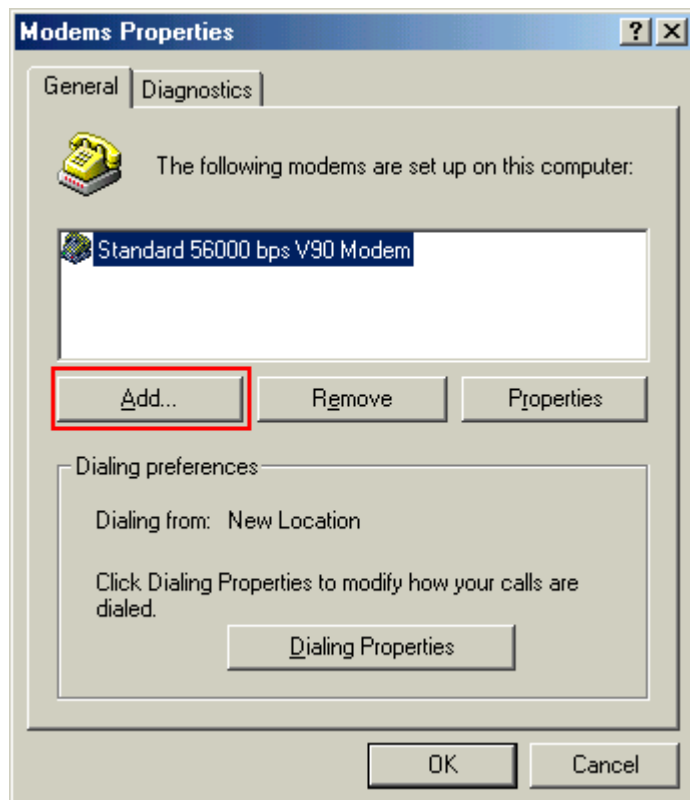 Modems Properties
General
Diagnostics
The following modems are set up on this computer:
Standard 56000 bps V90 Modem
Add...
Remove
Properties
Dialing preferences
Dialing from: New Location
Click Dialing Properties to modify how your calls are
dialed.
Dialing Properties
OK
Cancel